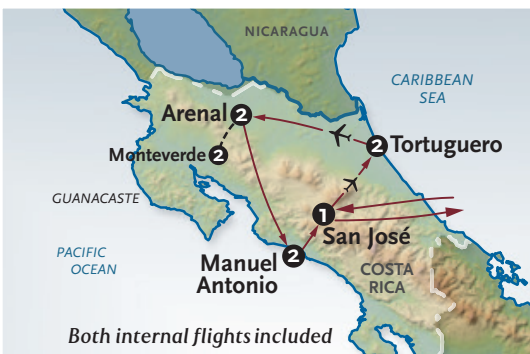 NICARAGUA
CARIBBEAN
SEA
Arenal
2
2
Tortuguero
Monteverde 2
GUANACASTE
1
San José
PACIFIC
OCEAN
2
Manuel
Antonio
COSTA
RICA
Both internal flights included